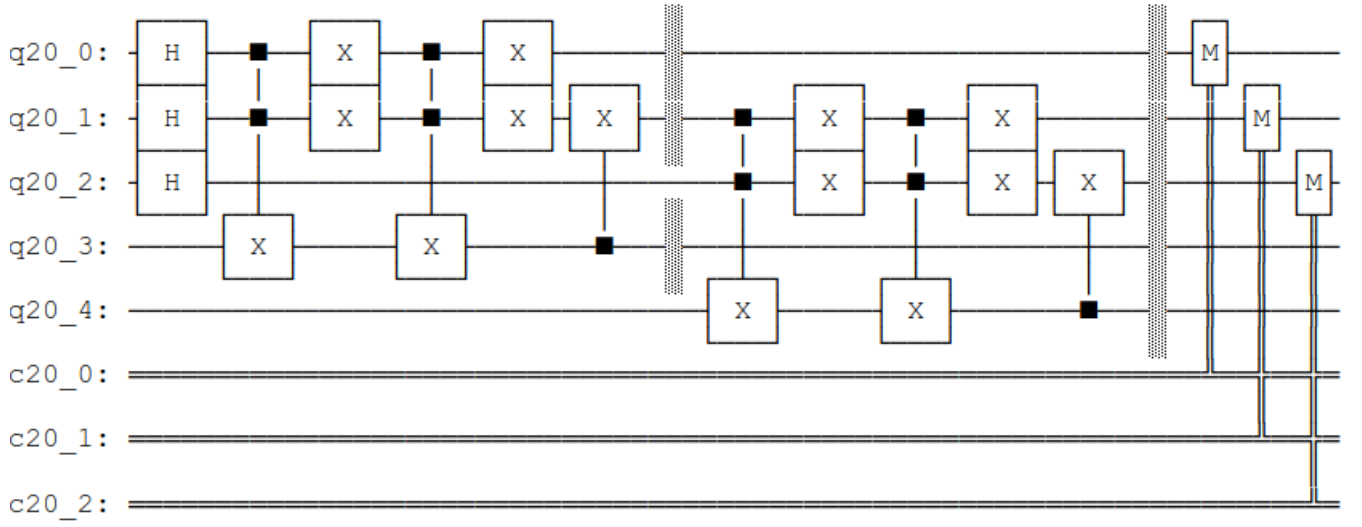 q20_0: H X X M
q20_1: H X X X X X M
q20_2: H X X X M
q20_3: X X
q20_4: X X
c20_0:
c20_1:
c20_2: